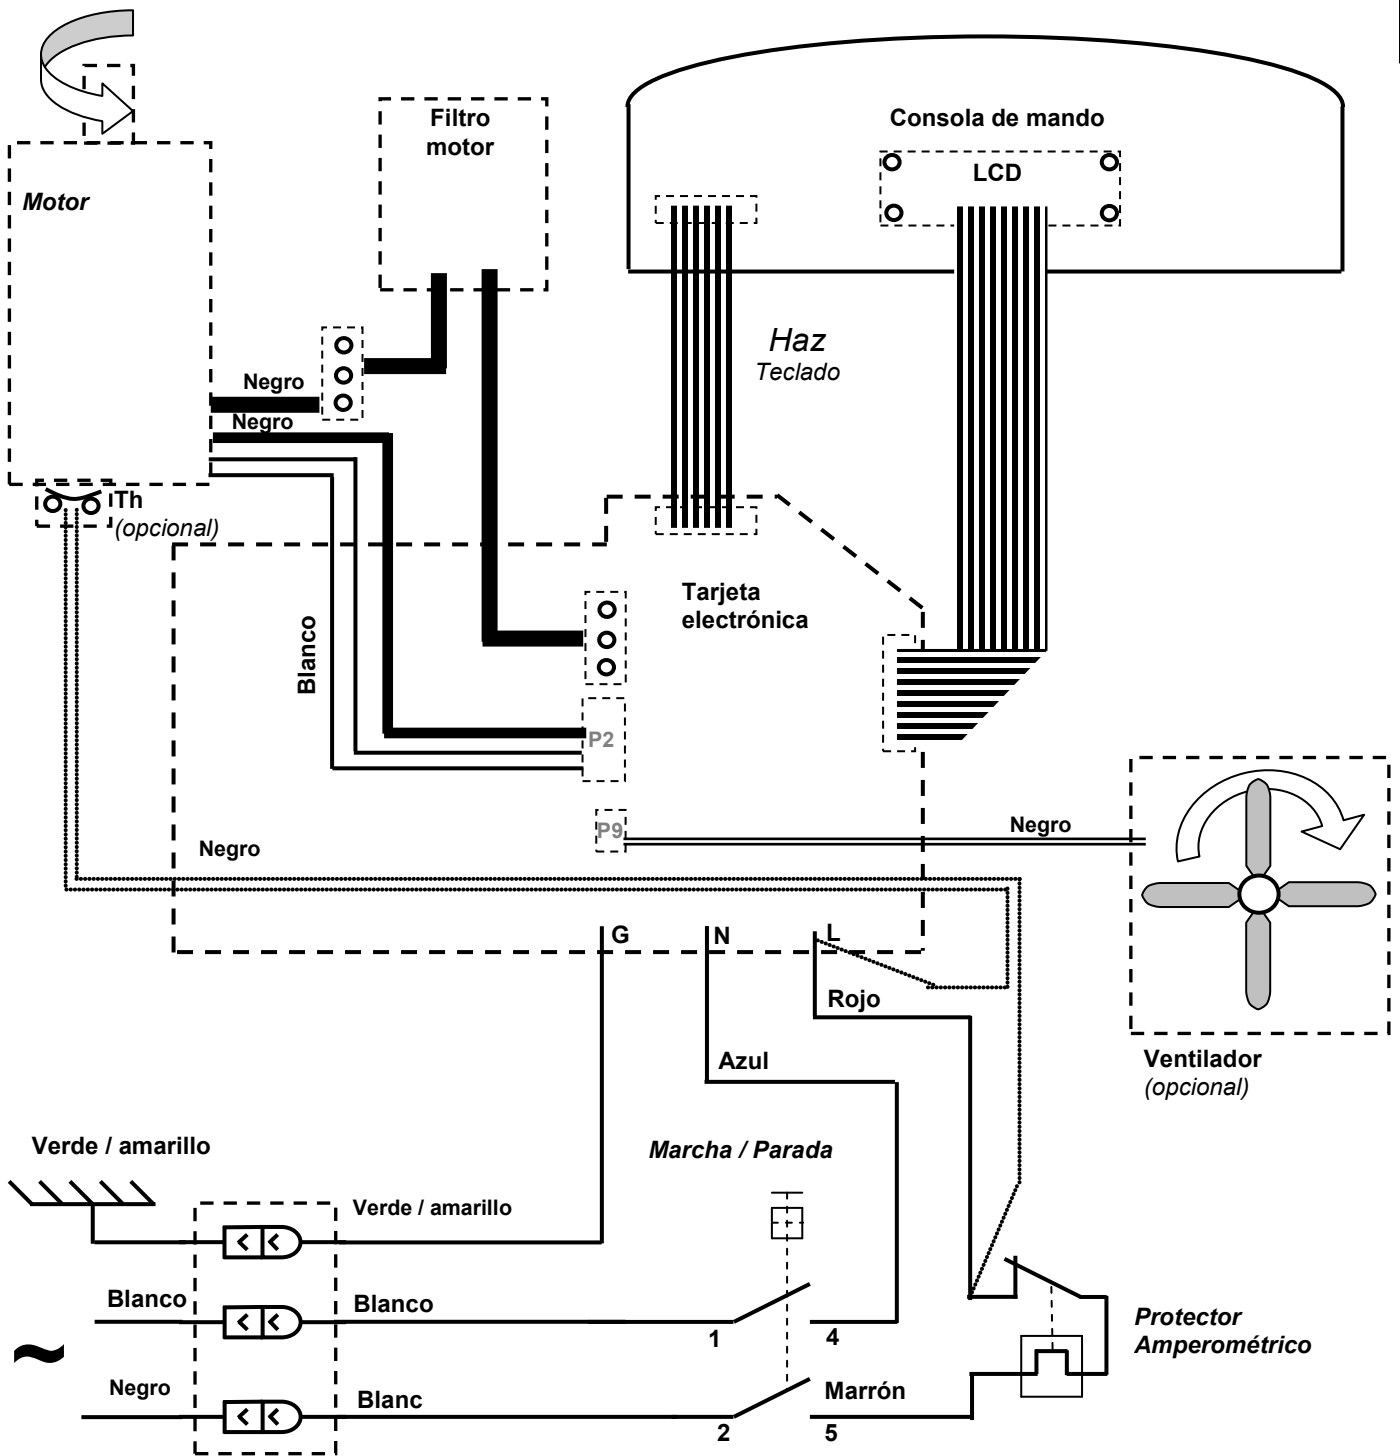 Filtro
motor
Consola de mando
LCD
Motor
Haz
Teclado
Negro
Negro
Th
(opcional)
Tarjeta
electrónica
Blanco
P2
P9
Negro
Negro
G
N
L
Rojo
Azul
Ventilador
(opcional)
Verde / amarillo
Marcha / Parada
Verde / amarillo
Blanco
Blanco
1
4
Protector
Amperométrico
~
Negro
Blanc
Marrón
2
5